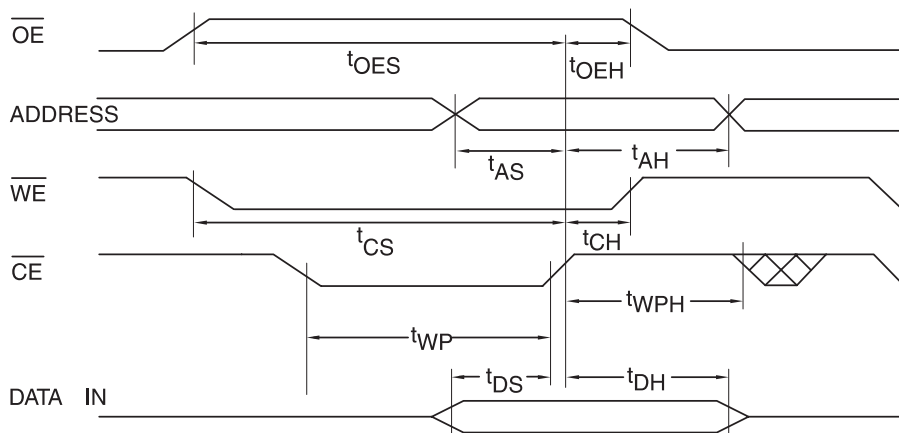 OE
tOES
tOEH
ADDRESS
tAS
tAH
WE
tCS
tCH
CE
tWPH
tWP
tDS
tDH
DATA IN